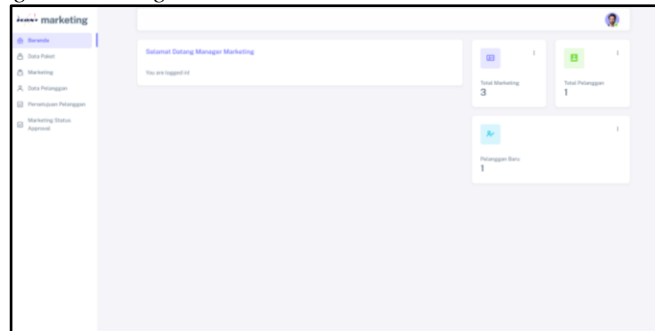 marketing
Beranda
Data Paket
Marketing
Data Pelanggan
Persetujuan Pelanggan
Marketing Status
Approval
Selamat Datang Manager Marketing
You are logged in!
Total Marketing
3
Total Pelanggan
1
Pelanggan Baru
1